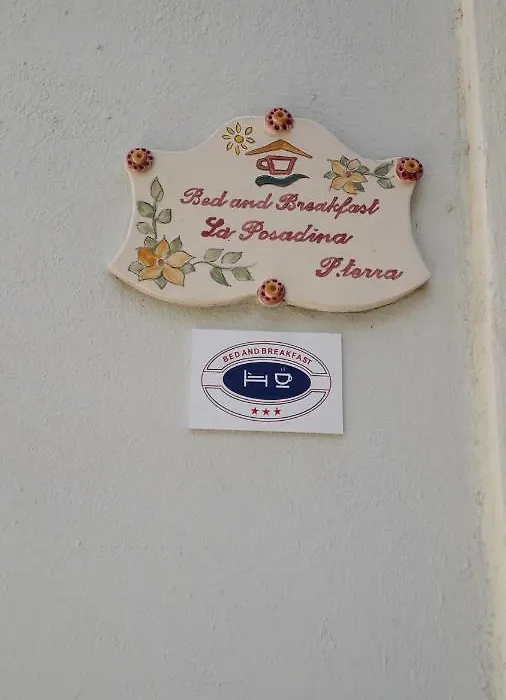 Bed and Breakfast
La Posadina
P.terra
BED AND BREAKFAST